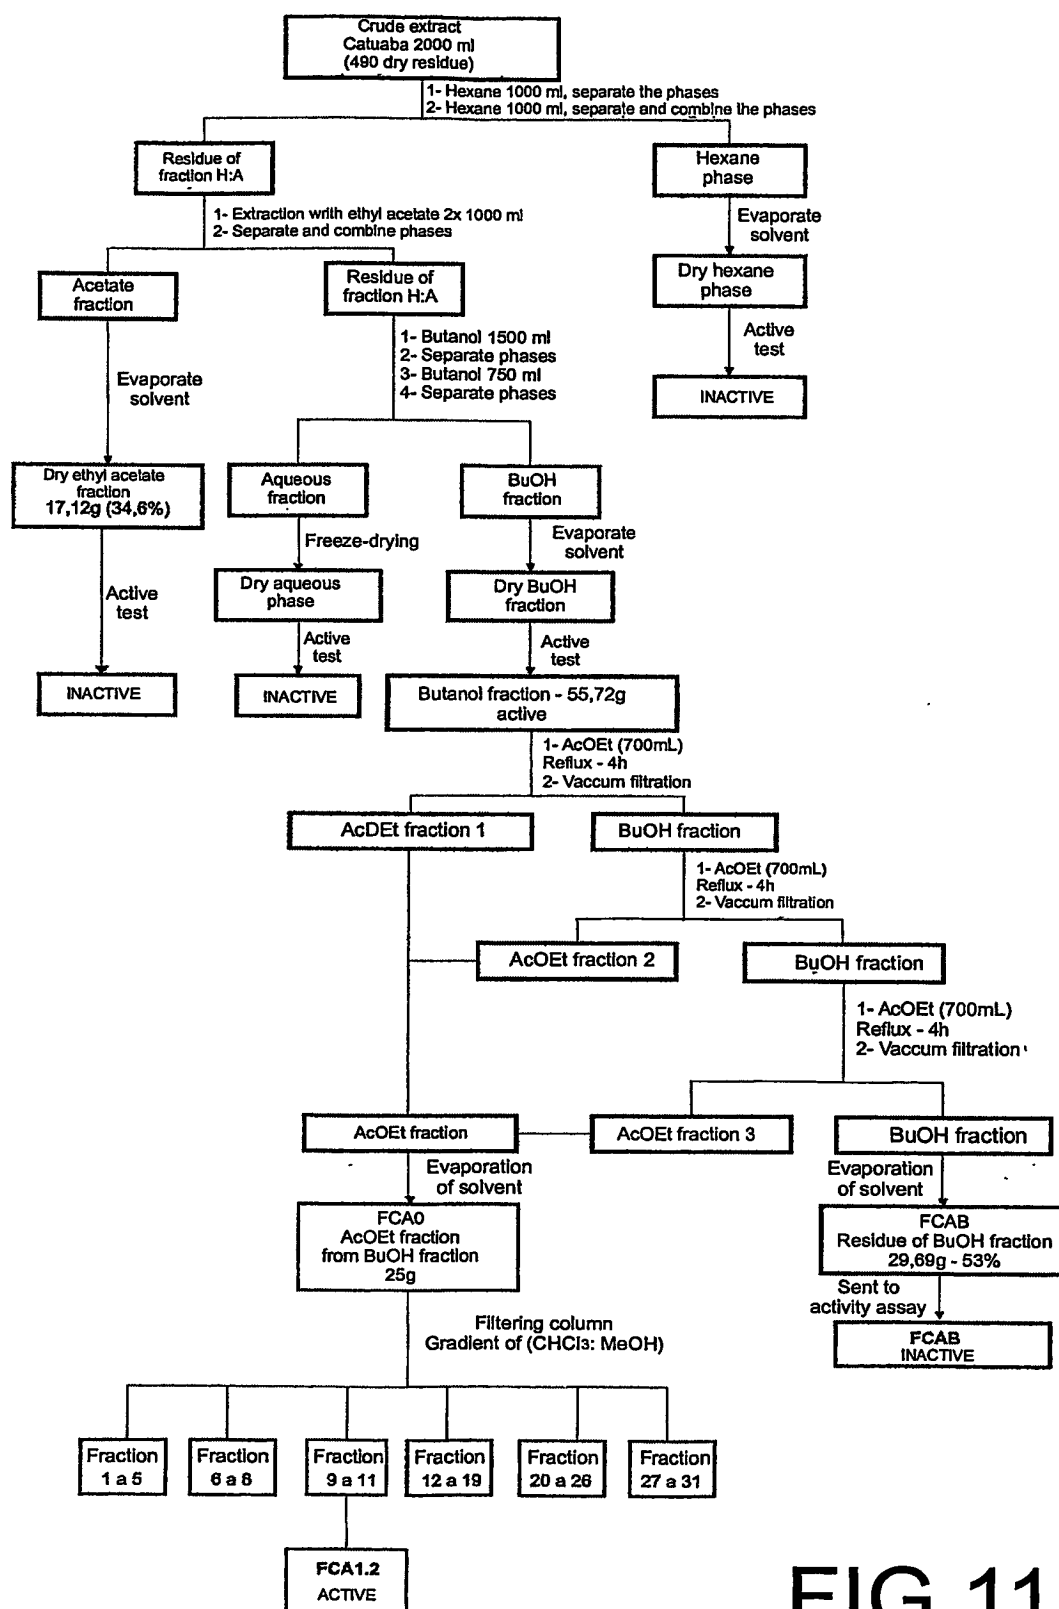 Crude extract
Catuaba 2000 ml
(490 dry residue)
1- Hexane 1000 ml, separate the phases
2- Hexane 1000 ml, separate and combine the phases
Residue of
fraction H:A
Hexane
phase
1- Extraction with ethyl acetate 2x 1000 ml
2- Separate and combine phases
Evaporate
solvent
Acetate
fraction
Residue of
fraction H:A
Dry hexane
phase
1- Butanol 1500 ml
2- Separate phases
3- Butanol 750 ml
4- Separate phases
Active
test
Evaporate
solvent
INACTIVE
Dry ethyl acetate
fraction
17,12g (34,6%)
Aqueous
fraction
BuOH
fraction
Freeze-drying
Evaporate
solvent
Dry aqueous
phase
Dry BuOH
fraction
Active
test
Active
test
Active
test
INACTIVE
INACTIVE
Butanol fraction - 55,72g
active
1- AcOEt (700mL)
Reflux - 4h
2- Vaccum filtration
AcDEt fraction 1
BuOH fraction
1- AcOEt (700mL)
Reflux - 4h
2- Vaccum filtration
AcOEt fraction 2
BuOH fraction
1- AcOEt (700mL)
Reflux - 4h
2- Vaccum filtration
AcOEt fraction
AcOEt fraction 3
BuOH fraction
Evaporation
of solvent
Evaporation
of solvent
FCA0
AcOEt fraction
from BuOH fraction
25g
FCAB
Residue of BuOH fraction
29,69g - 53%
Sent to
activity assay
FCAB
INACTIVE
Filtering column
Gradient of (CHCl3: MeOH)
Fraction
1 a 5
Fraction
6 a 8
Fraction
9 a 11
Fraction
12 a 19
Fraction
20 a 26
Fraction
27 a 31
FCA1.2
ACTIVE
FIG.11